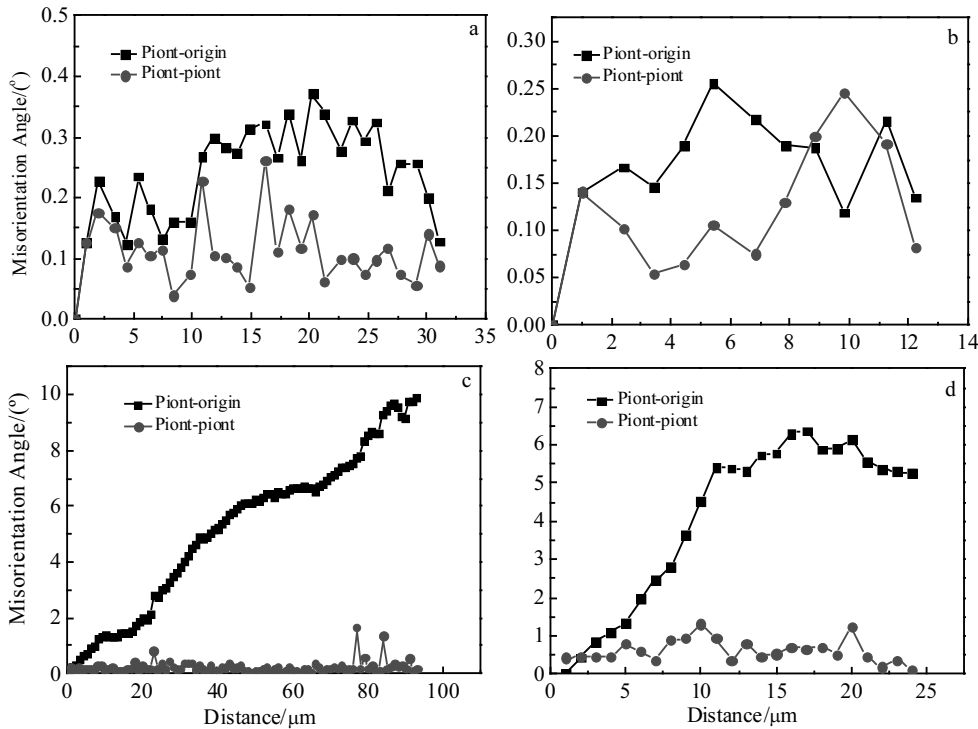 a
Piont-origin
Piont-piont
Misorientation Angle/(°)
0.5
0.4
0.3
0.2
0.1
0.0
0 5 10 15 20 25 30 35
b
Piont-origin
Piont-piont
0.30
0.25
0.20
0.15
0.10
0.05
0.00
0 2 4 6 8 10 12 14
c
Piont-origin
Piont-piont
Misorientation Angle/(°)
10
8
6
4
2
0
0 20 40 60 80 100
Distance/μm
d
Piont-origin
Piont-piont
8
7
6
5
4
3
2
1
0
0 5 10 15 20 25
Distance/μm